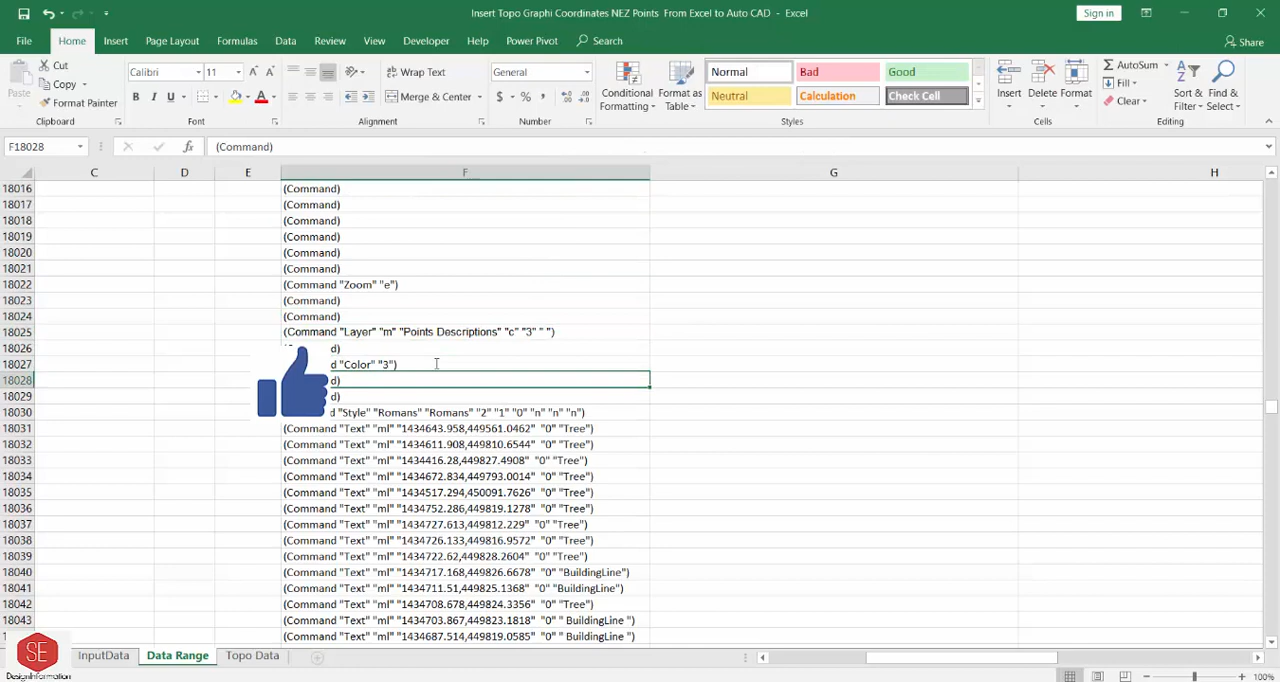 Insert Topo Graphi Coordinates NEZ Points From Excel to Auto CAD - Excel
Sign in
File Home Insert Page Layout Formulas Data Review View Developer Help Power Pivot Search Share
Paste Cut Copy Format Painter Clipboard
Calibri 11 B I U Font
Wrap Text Merge & Center Alignment
General $ % , Number
Conditional Formatting Format as Table
Normal Bad Good
Neutral Calculation Check Cell
Styles
Insert Delete Format Cells
AutoSum Fill Clear Sort & Filter Find & Select Editing
F18028 fx (Command)
C D E F G H
18016 (Command)
18017 (Command)
18018 (Command)
18019 (Command)
18020 (Command)
18021 (Command)
18022 (Command "Zoom" "e")
18023 (Command)
18024 (Command)
18025 (Command "Layer" "m" "Points Descriptions" "c" "3" " ")
18026 d)
18027 d "Color" "3")
18028 d)
18029 d)
18030 d "Style" "Romans" "Romans" "2" "1" "0" "n" "n" "n")
18031 (Command "Text" "ml" "1434643.958,449561.0462" "0" "Tree")
18032 (Command "Text" "ml" "1434611.908,449810.6544" "0" "Tree")
18033 (Command "Text" "ml" "1434416.28,449827.4908" "0" "Tree")
18034 (Command "Text" "ml" "1434672.834,449793.0014" "0" "Tree")
18035 (Command "Text" "ml" "1434517.294,450091.7626" "0" "Tree")
18036 (Command "Text" "ml" "1434752.286,449819.1278" "0" "Tree")
18037 (Command "Text" "ml" "1434727.613,449812.229" "0" "Tree")
18038 (Command "Text" "ml" "1434726.133,449816.9572" "0" "Tree")
18039 (Command "Text" "ml" "1434722.62,449828.2604" "0" "Tree")
18040 (Command "Text" "ml" "1434717.168,449826.6678" "0" "BuildingLine")
18041 (Command "Text" "ml" "1434711.51,449825.1368" "0" "BuildingLine")
18042 (Command "Text" "ml" "1434708.678,449824.3356" "0" "Tree")
18043 (Command "Text" "ml" "1434703.867,449823.1818" "0" " BuildingLine ")
(Command "Text" "ml" "1434687.514,449819.0585" "0" " BuildingLine ")
SE
DesignInformation
InputData Data Range Topo Data
100%